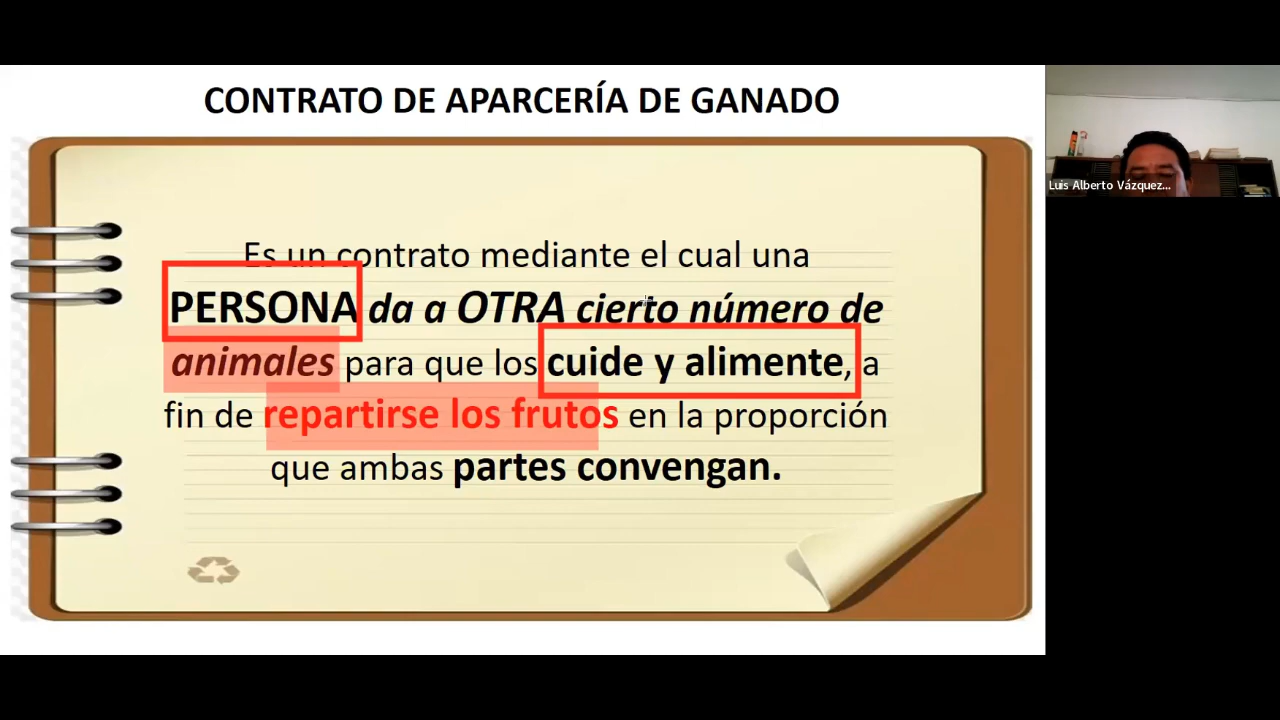 CONTRATO DE APARCERÍA DE GANADO
Es un contrato mediante el cual una
PERSONA da a OTRA cierto número de
animales para que los cuide y alimente, a
fin de repartirse los frutos en la proporción
que ambas partes convengan.
Luis Alberto Vázquez...